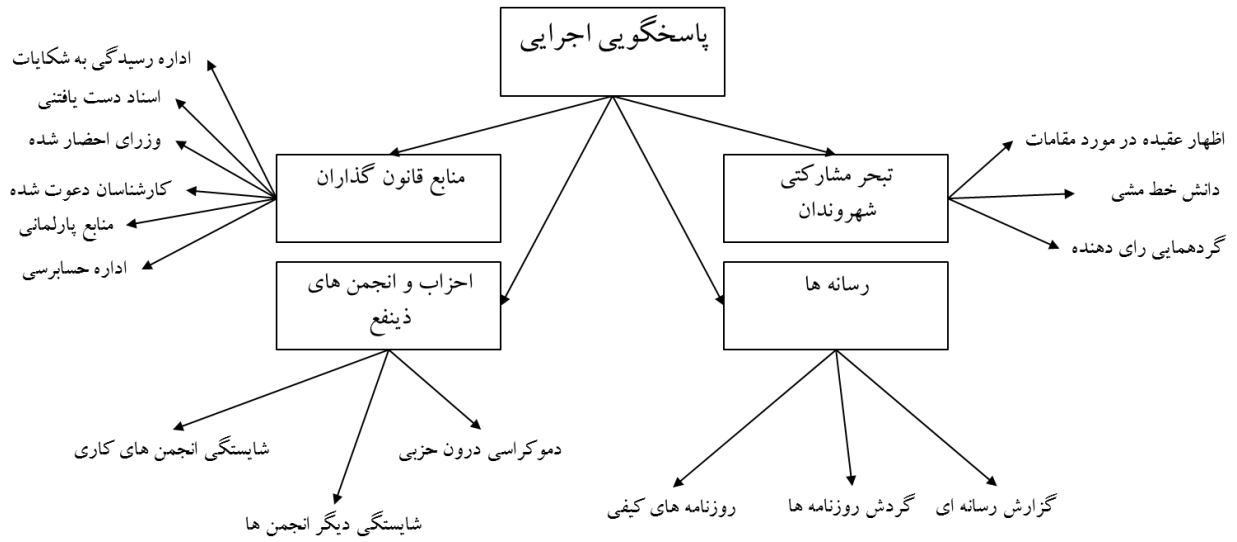 پاسخگویی اجرایی
تبحر مشارکتی
شهروندان
اظهار عقیده در مورد مقامات
دانش خط مشی
گردهمایی رای دهنده
منابع قانون گذاران
اداره رسیدگی به شکایات
اسناد دست یافتنی
وزرای احضار شده
کارشناسان دعوت شده
منابع پارلمانی
اداره حسابرسی
رسانه ها
گزارش رسانه ای
گردش روزنامه ها
روزنامه های کیفی
احزاب و انجمن های
ذینفع
دموکراسی درون حزبی
شایستگی دیگر انجمن ها
شایستگی انجمن های کاری